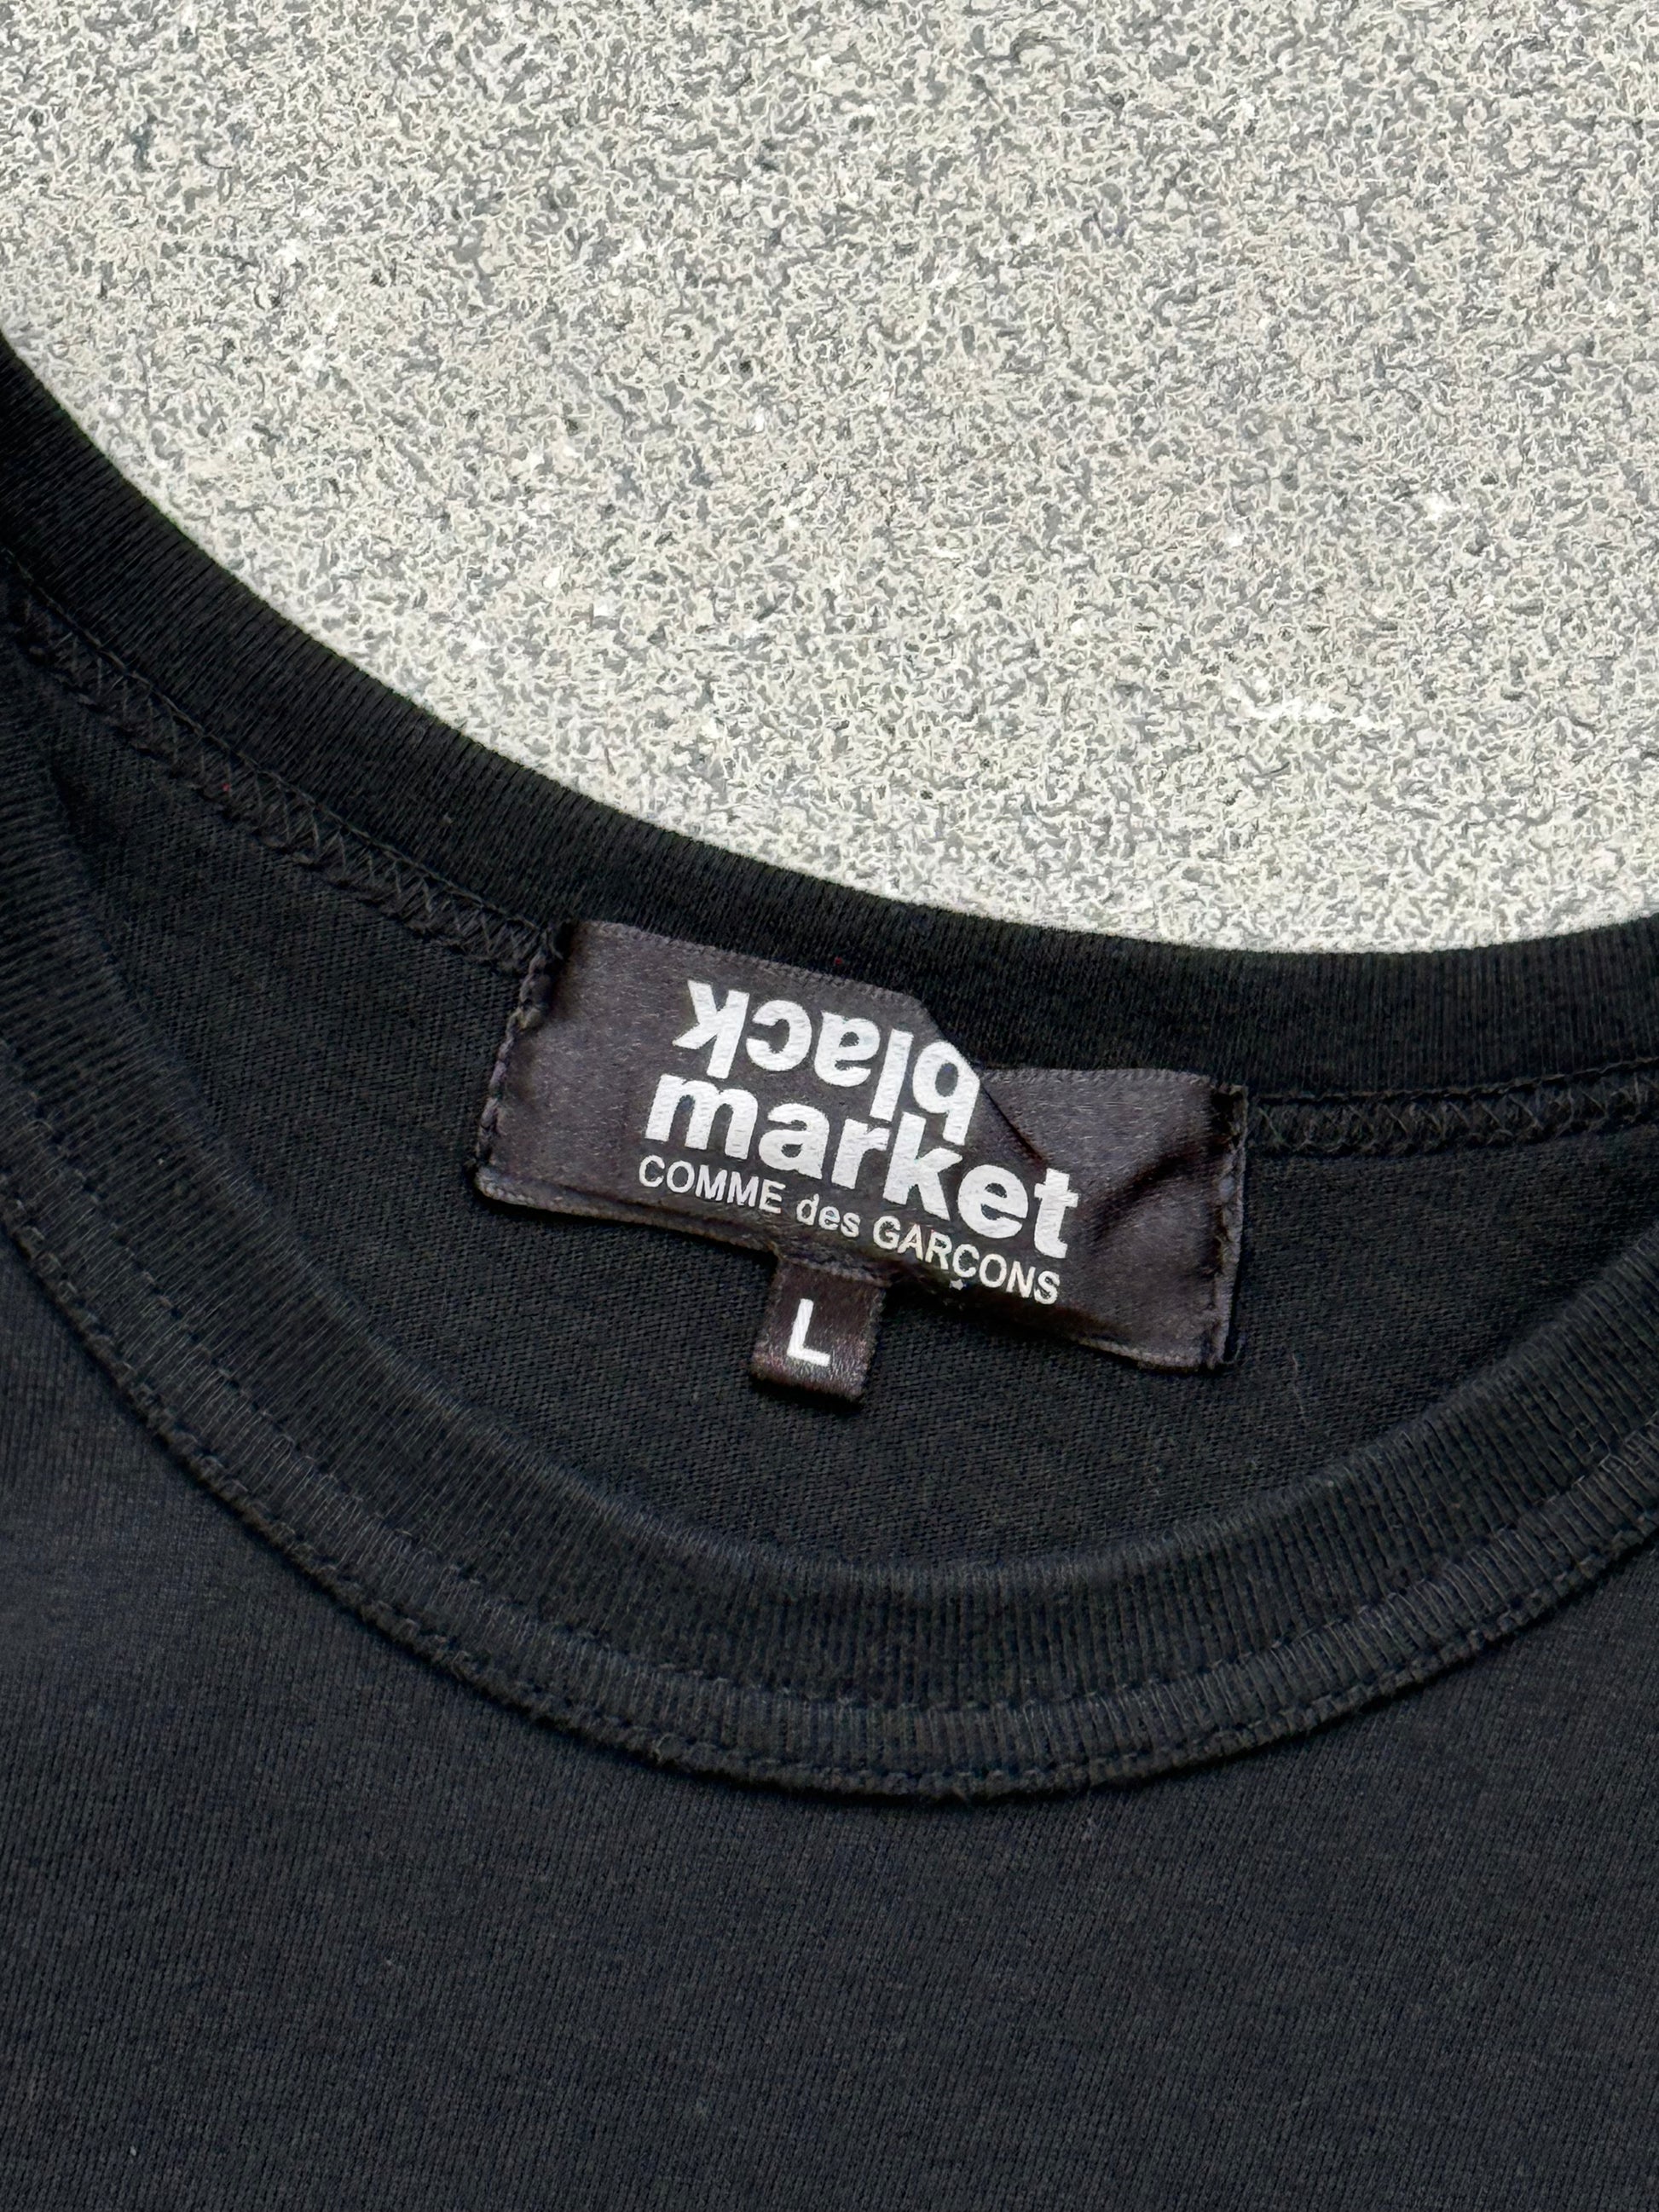 black
market
COMME des GARÇONS
L